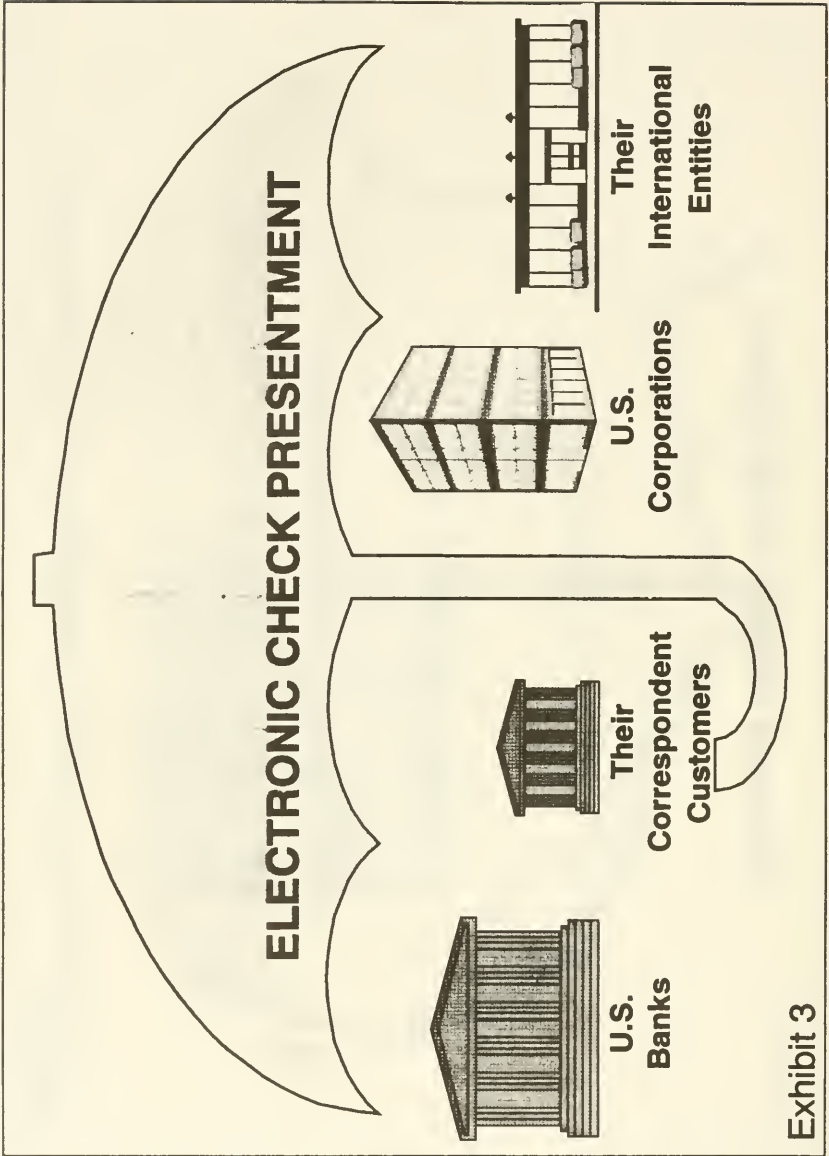 ELECTRONIC CHECK PRESENTMENT
U.S.
Banks
Their
Correspondent
Customers
U.S.
Corporations
Their
International
Entities
Exhibit 3